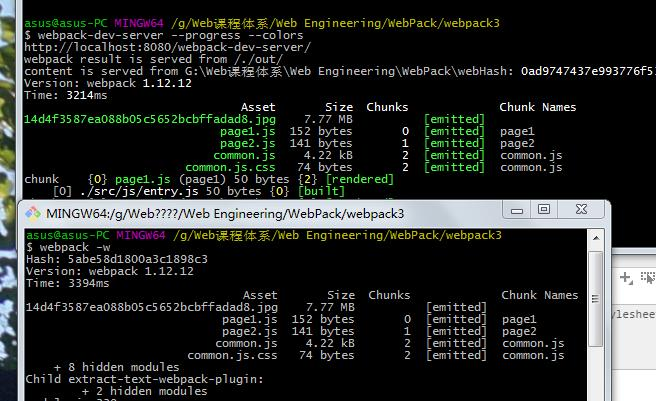 asus@asus-PC MINGW64 /g/Web课程体系/Web Engineering/WebPack/webpack3
$ webpack-dev-server --progress --colors
http://localhost:8080/webpack-dev-server/
webpack result is served from /./out/
content is served from G:\Web课程体系\Web Engineering\WebPack\webHash: 0ad9747437e993776f5
Version: webpack 1.12.12
Time: 3214ms
Asset Size Chunks Chunk Names
14d4f3587ea088b05c5652bcbffadad8.jpg 7.77 MB [emitted]
page1.js 152 bytes 0 [emitted] page1
page2.js 141 bytes 1 [emitted] page2
common.js 4.22 kB 2 [emitted] common.js
common.js.css 74 bytes 2 [emitted] common.js
chunk {0} page1.js (page1) 50 bytes {2} [rendered]
[0] ./src/js/entry.js 50 bytes {0} [built]
MINGW64:/g/Web????/Web Engineering/WebPack/webpack3
asus@asus-PC MINGW64 /g/Web课程体系/Web Engineering/WebPack/webpack3
$ webpack -w
Hash: 5abe58d1800a3c1898c3
Version: webpack 1.12.12
Time: 3394ms
Asset Size Chunks Chunk Names
14d4f3587ea088b05c5652bcbffadad8.jpg 7.77 MB [emitted]
page1.js 152 bytes 0 [emitted] page1
page2.js 141 bytes 1 [emitted] page2
common.js 4.22 kB 2 [emitted] common.js
common.js.css 74 bytes 2 [emitted] common.js
+ 8 hidden modules
Child extract-text-webpack-plugin:
+ 2 hidden modules
yleshee